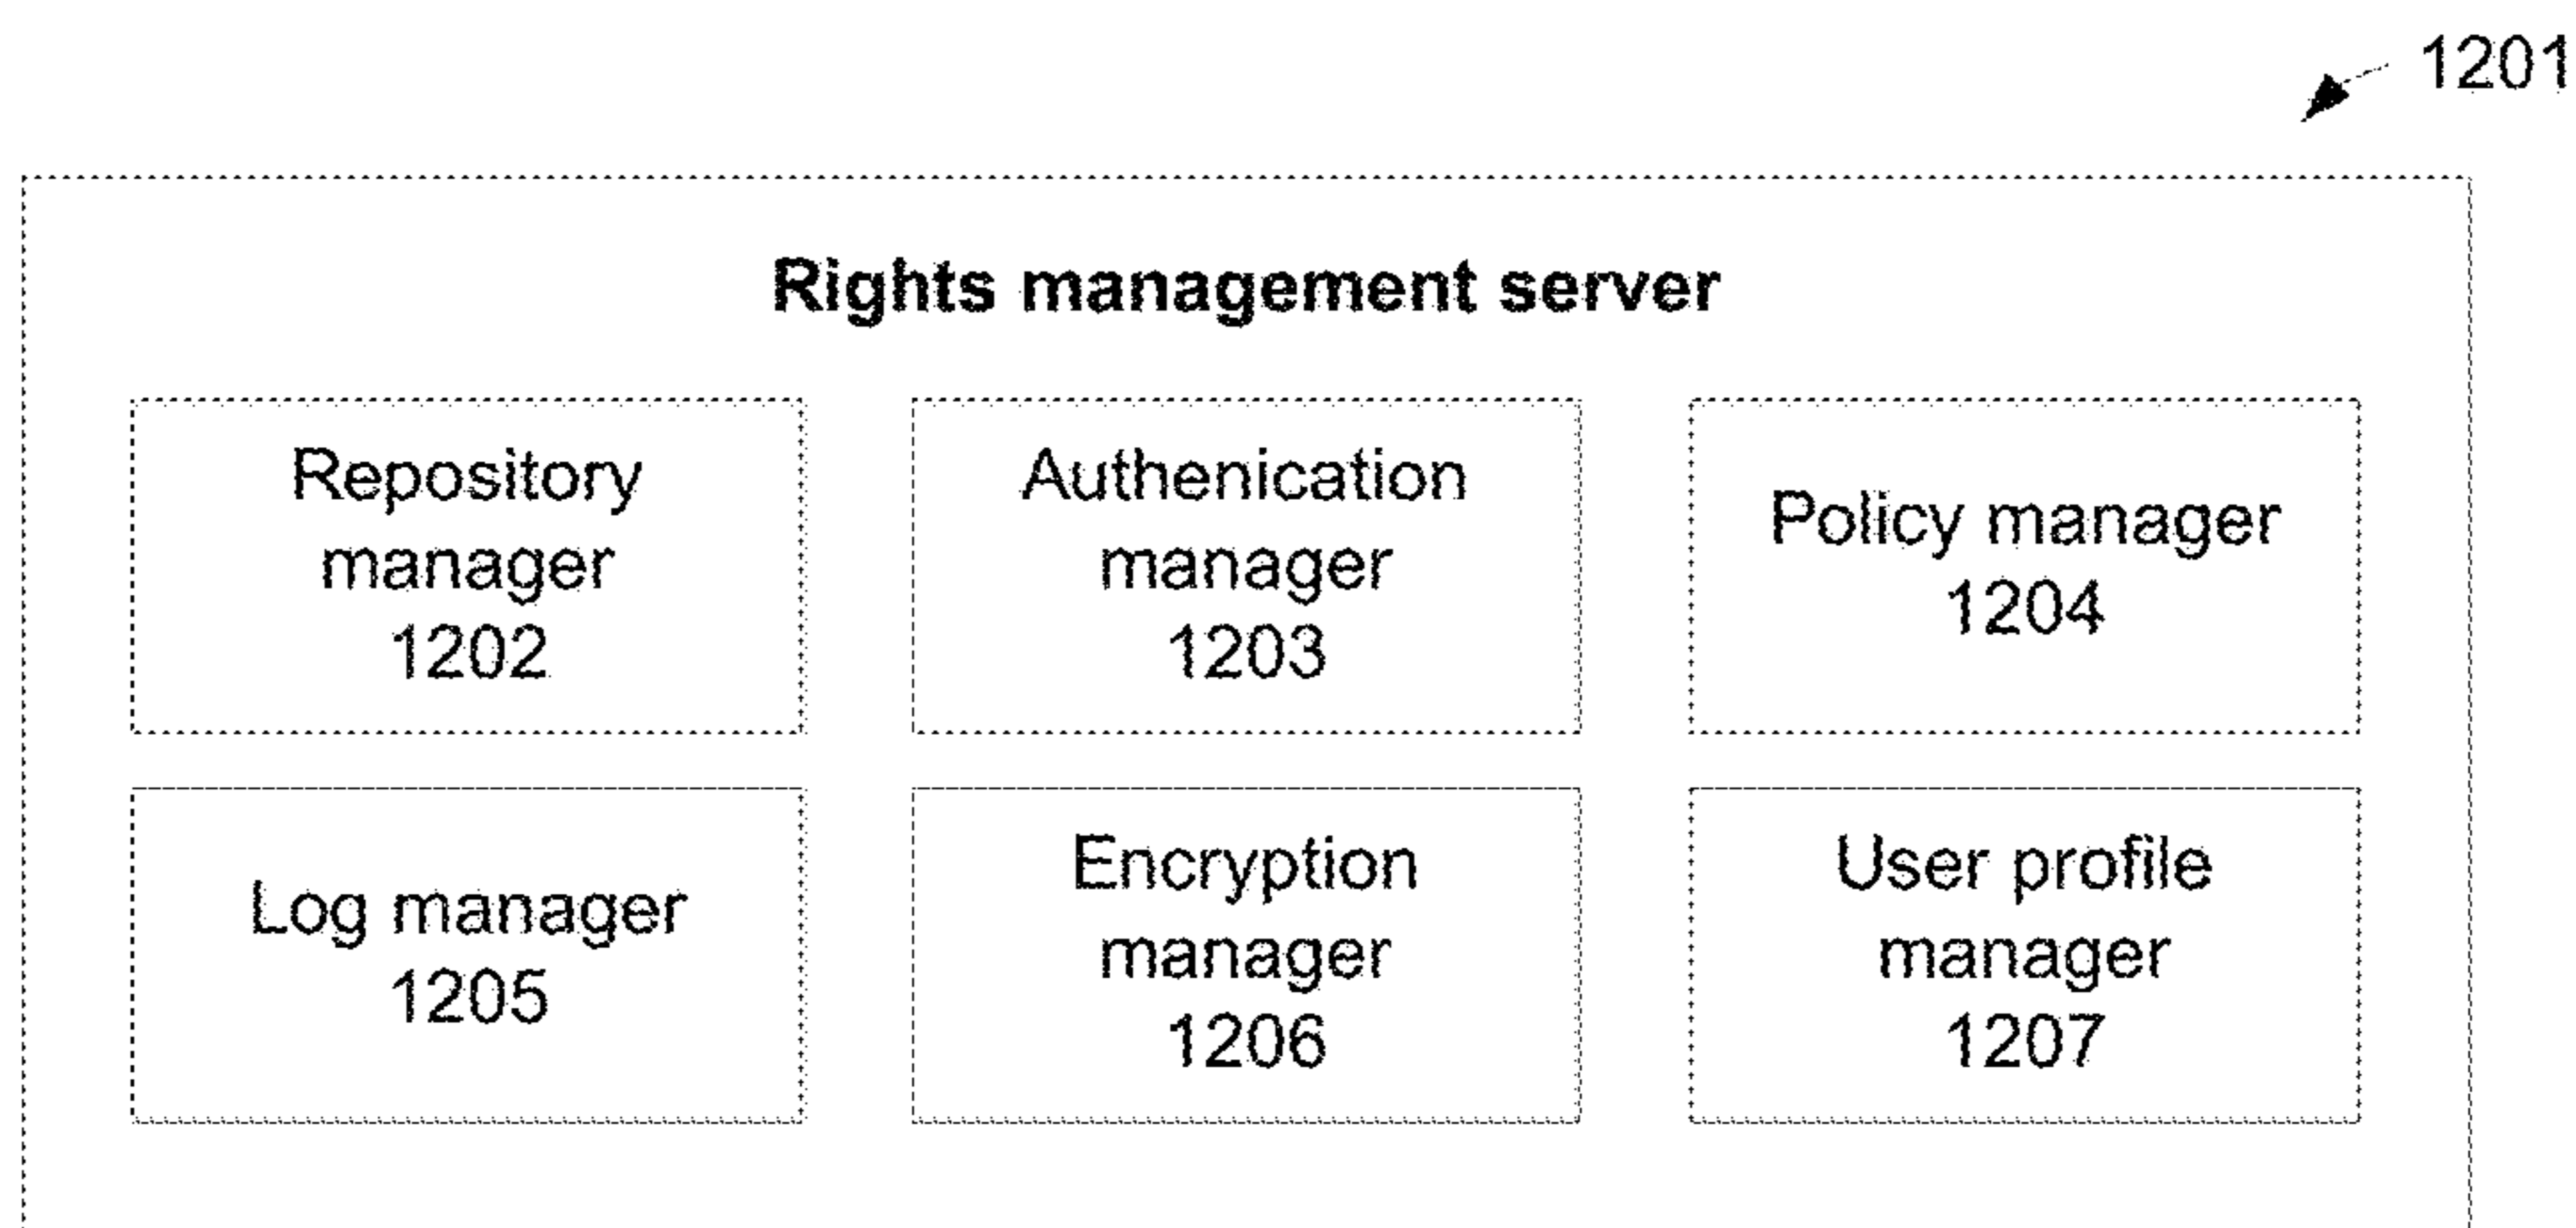 1201
Rights management server
Repository
manager
1202
Authenication
manager
1203
Policy manager
1204
Log manager
1205
Encryption
manager
1206
User profile
manager
1207